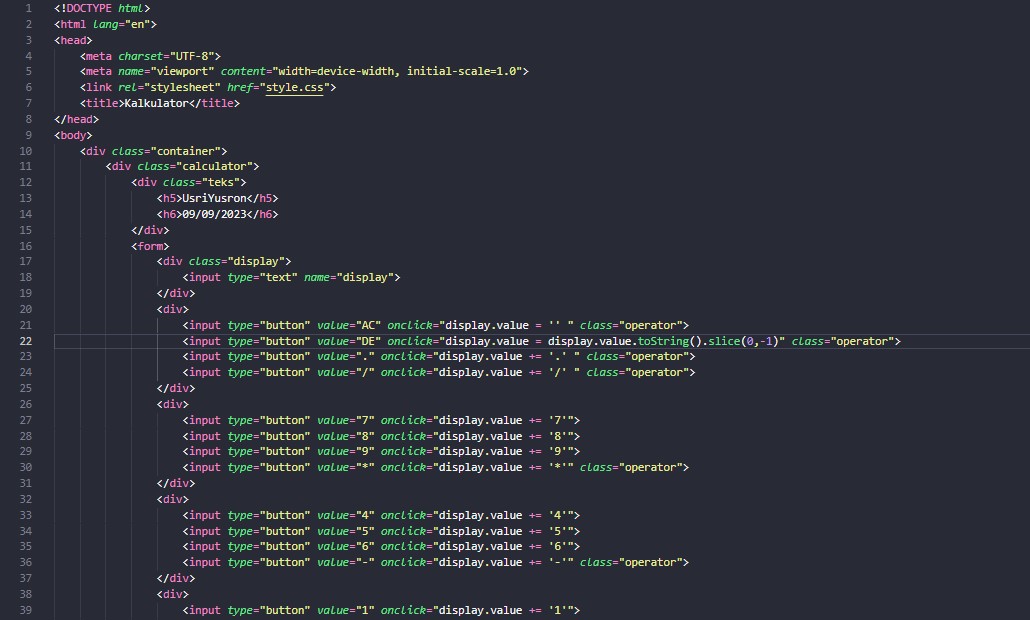 1 <!DOCTYPE html>
2 <html lang="en">
3 <head>
4 <meta charset="UTF-8">
5 <meta name="viewport" content="width=device-width, initial-scale=1.0">
6 <link rel="stylesheet" href="style.css">
7 <title>Kalkulator</title>
8 </head>
9 <body>
10 <div class="container">
11 <div class="calculator">
12 <div class="teks">
13 <h5>UsriYusron</h5>
14 <h6>09/09/2023</h6>
15 </div>
16 <form>
17 <div class="display">
18 <input type="text" name="display">
19 </div>
20 <div>
21 <input type="button" value="AC" onclick="display.value = '' " class="operator">
22 <input type="button" value="DE" onclick="display.value = display.value.toString().slice(0,-1)" class="operator">
23 <input type="button" value="." onclick="display.value += '.' " class="operator">
24 <input type="button" value="/" onclick="display.value += '/' " class="operator">
25 </div>
26 <div>
27 <input type="button" value="7" onclick="display.value += '7'">
28 <input type="button" value="8" onclick="display.value += '8'">
29 <input type="button" value="9" onclick="display.value += '9'">
30 <input type="button" value="*" onclick="display.value += '*'" class="operator">
31 </div>
32 <div>
33 <input type="button" value="4" onclick="display.value += '4'">
34 <input type="button" value="5" onclick="display.value += '5'">
35 <input type="button" value="6" onclick="display.value += '6'">
36 <input type="button" value="-" onclick="display.value += '-'" class="operator">
37 </div>
38 <div>
39 <input type="button" value="1" onclick="display.value += '1'">